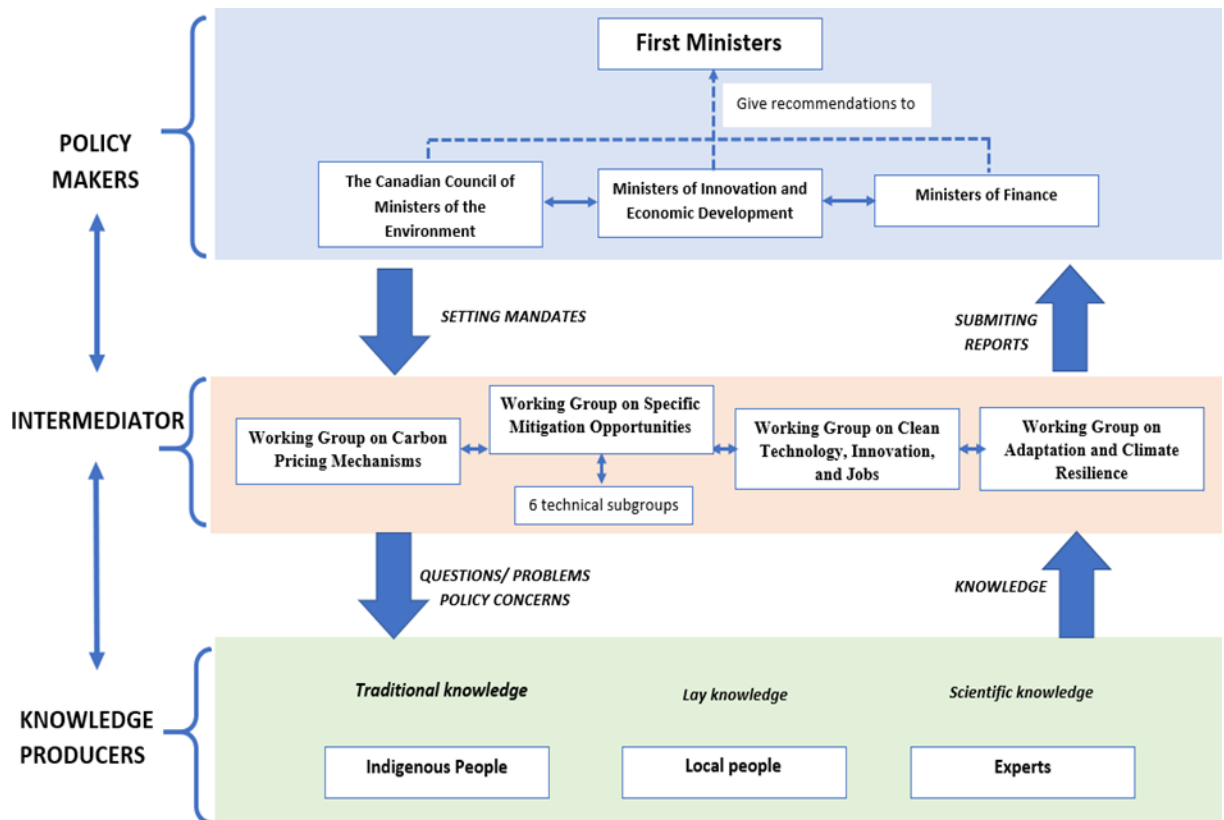 First Ministers
Give recommendations to
POLICY
MAKERS
The Canadian Council of
Ministers of the
Environment
Ministers of Innovation and
Economic Development
Ministers of Finance
SETTING MANDATES
SUBMITING
REPORTS
INTERMEDIATOR
Working Group on Carbon
Pricing Mechanisms
Working Group on Specific
Mitigation Opportunities
6 technical subgroups
Working Group on Clean
Technology, Innovation,
and Jobs
Working Group on
Adaptation and Climate
Resilience
QUESTIONS/ PROBLEMS
POLICY CONCERNS
KNOWLEDGE
KNOWLEDGE
PRODUCERS
Traditional knowledge
Lay knowledge
Scientific knowledge
Indigenous People
Local people
Experts